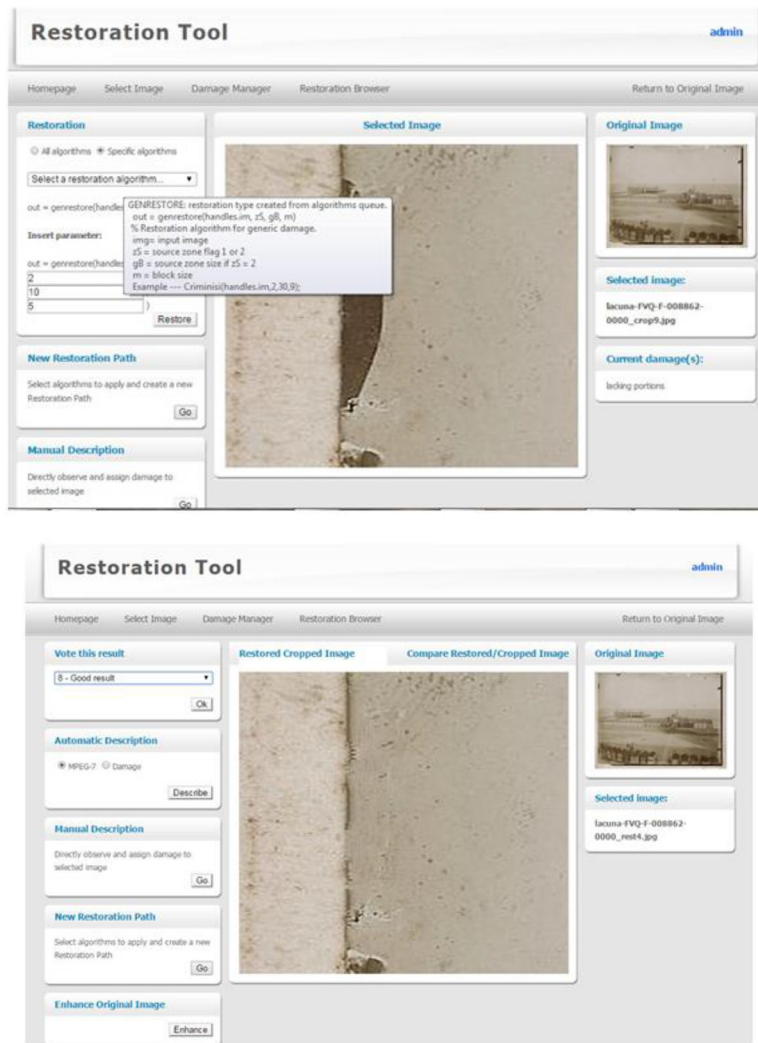 Restoration Tool
admin
Homepage Select Image Damage Manager Restoration Browser Return to Original Image
Restoration
All algorithms Specific algorithms
Select a restoration algorithm...
out = genrestore(handles
Insert parameter:
out = genrestore(handles
2
10
5 )
Restore
GENRESTORE: restoration type created from algorithms queue.
out = genrestore(handles.im, zS, gB, m)
% Restoration algorithm for generic damage.
img= input image
zS = source zone flag 1 or 2
gB = source zone size if zS = 2
m = block size
Example --- Criminisi(handles.im,2,30,9);
New Restoration Path
Select algorithms to apply and create a new
Restoration Path
Go
Manual Description
Directly observe and assign damage to
selected image
Go
Selected Image
Original Image
Selected image:
lacuna-FVQ-F-008862-
0000_crop9.jpg
Current damage(s):
lacking portions
Restoration Tool
admin
Homepage Select Image Damage Manager Restoration Browser Return to Original Image
Vote this result
8 - Good result
Ok
Automatic Description
MPEG-7 Damage
Describe
Manual Description
Directly observe and assign damage to
selected image
Go
New Restoration Path
Select algorithms to apply and create a new
Restoration Path
Go
Enhance Original Image
Enhance
Restored Cropped Image Compare Restored/Cropped Image
Original Image
Selected image:
lacuna-FVQ-F-008862-
0000_rest4.jpg